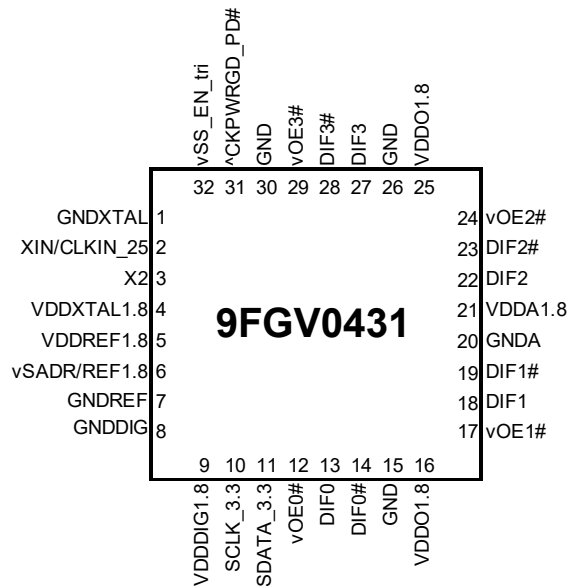 vSS_EN_tri
^CKPWRGD_PD#
GND
vOE3#
DIF3#
DIF3
GND
VDDO1.8
32 31 30 29 28 27 26 25
GNDXTAL 1
XIN/CLKIN_25 2
X2 3
VDDXTAL1.8 4
VDDREF1.8 5
vSADR/REF1.8 6
GNDREF 7
GNDDIG 8
9FGV0431
24 vOE2#
23 DIF2#
22 DIF2
21 VDDA1.8
20 GNDA
19 DIF1#
18 DIF1
17 vOE1#
9 10 11 12 13 14 15 16
VDDDIG1.8
SCLK_3.3
SDATA_3.3
vOE0#
DIF0
DIF0#
GND
VDDO1.8